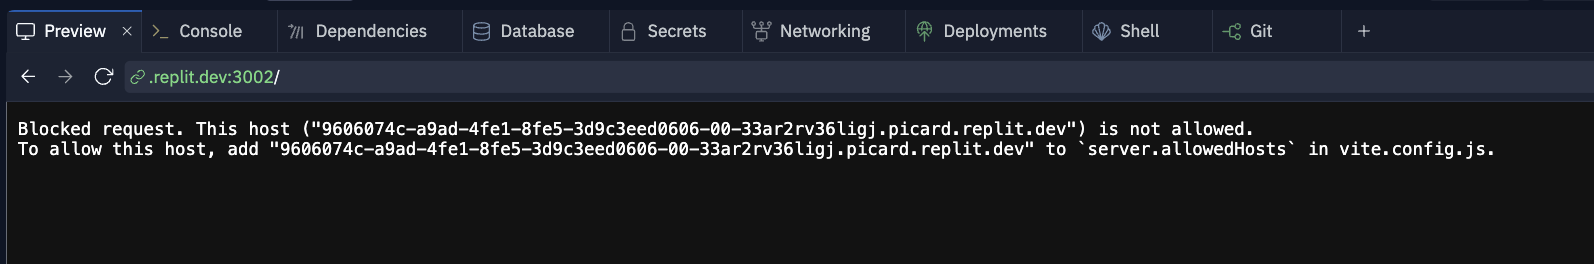 Preview × Console Dependencies Database Secrets Networking Deployments Shell Git +
.replit.dev:3002/
Blocked request. This host ("9606074c-a9ad-4fe1-8fe5-3d9c3eed0606-00-33ar2rv36ligj.picard.replit.dev") is not allowed.
To allow this host, add "9606074c-a9ad-4fe1-8fe5-3d9c3eed0606-00-33ar2rv36ligj.picard.replit.dev" to `server.allowedHosts` in vite.config.js.